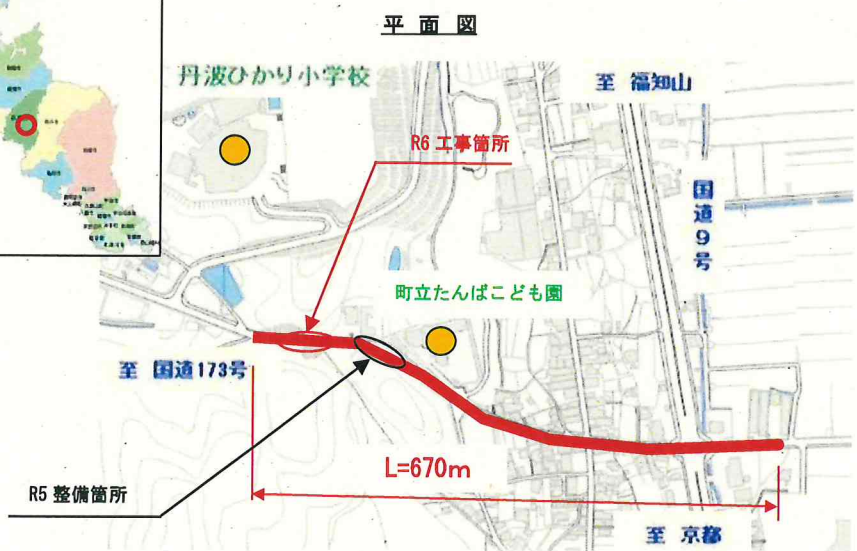 平面図
丹波ひかり小学校
至 福知山
R6 工事箇所
国道9号
町立たんばこども園
至 国道173号
L=670m
R5 整備箇所
至 京都